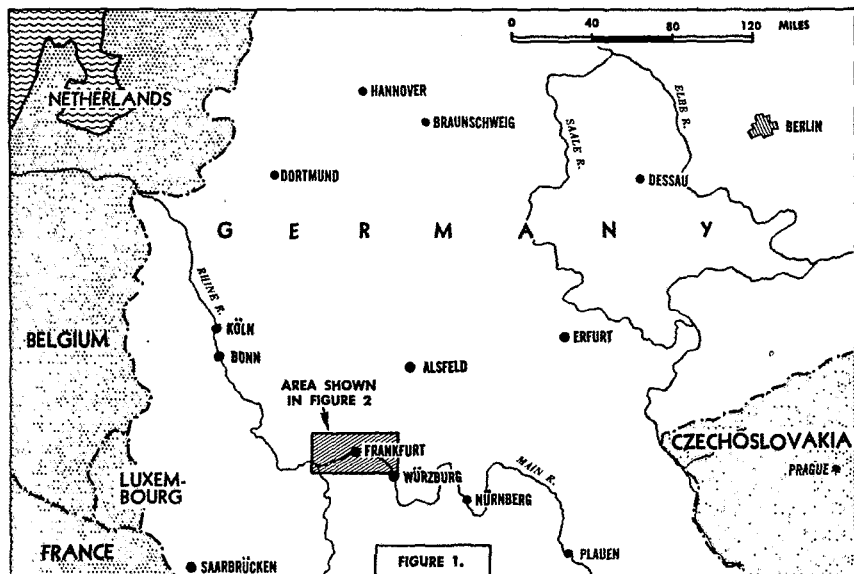 0 40 80 120 MILES
NETHERLANDS
HANNOVER
BRAUNSCHWEIG
SAALE R.
ELBE R.
BERLIN
DORTMUND
DESSAU
G E R M A N Y
RHINE R.
BELGIUM
KÖLN
BONN
ERFURT
ALSFELD
AREA SHOWN
IN FIGURE 2
FRANKFURT
CZECHOSLOVAKIA
PRAGUE
LUXEM-
BOURG
WÜRZBURG
MAIN R.
NÜRNBERG
FRANCE
SAARBRÜCKEN
FIGURE 1.
PLAUEN